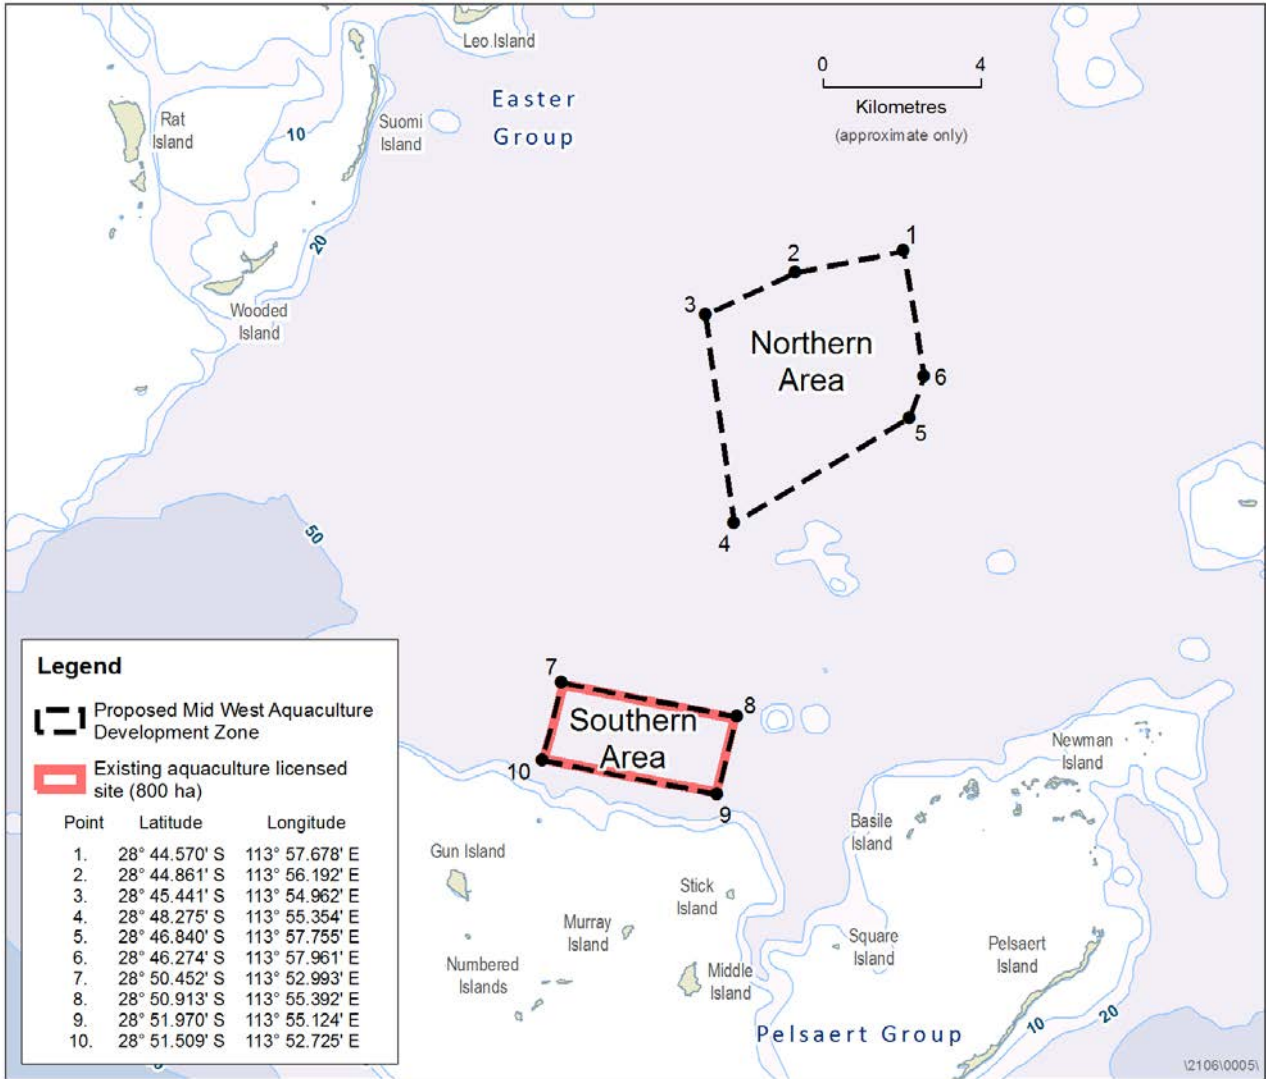 Leo Island
0 4
Kilometres
(approximate only)
Easter
Group
Rat
Island
10
Suomi
Island
20
Wooded
Island
1
2
3
Northern
Area
6
5
4
50
7
8
Southern
Area
10
9
Newman
Island
Basile
Island
Gun Island
Stick
Island
Murray
Island
Square
Island
Pelsaert
Island
Numbered
Islands
Middle
Island
Pelsaert Group
10
20
Legend
Proposed Mid West Aquaculture
Development Zone
Existing aquaculture licensed
site (800 ha)
Point Latitude Longitude
1. 28° 44.570' S 113° 57.678' E
2. 28° 44.861' S 113° 56.192' E
3. 28° 45.441' S 113° 54.962' E
4. 28° 48.275' S 113° 55.354' E
5. 28° 46.840' S 113° 57.755' E
6. 28° 46.274' S 113° 57.961' E
7. 28° 50.452' S 113° 52.993' E
8. 28° 50.913' S 113° 55.392' E
9. 28° 51.970' S 113° 55.124' E
10. 28° 51.509' S 113° 52.725' E
\2106\0005\